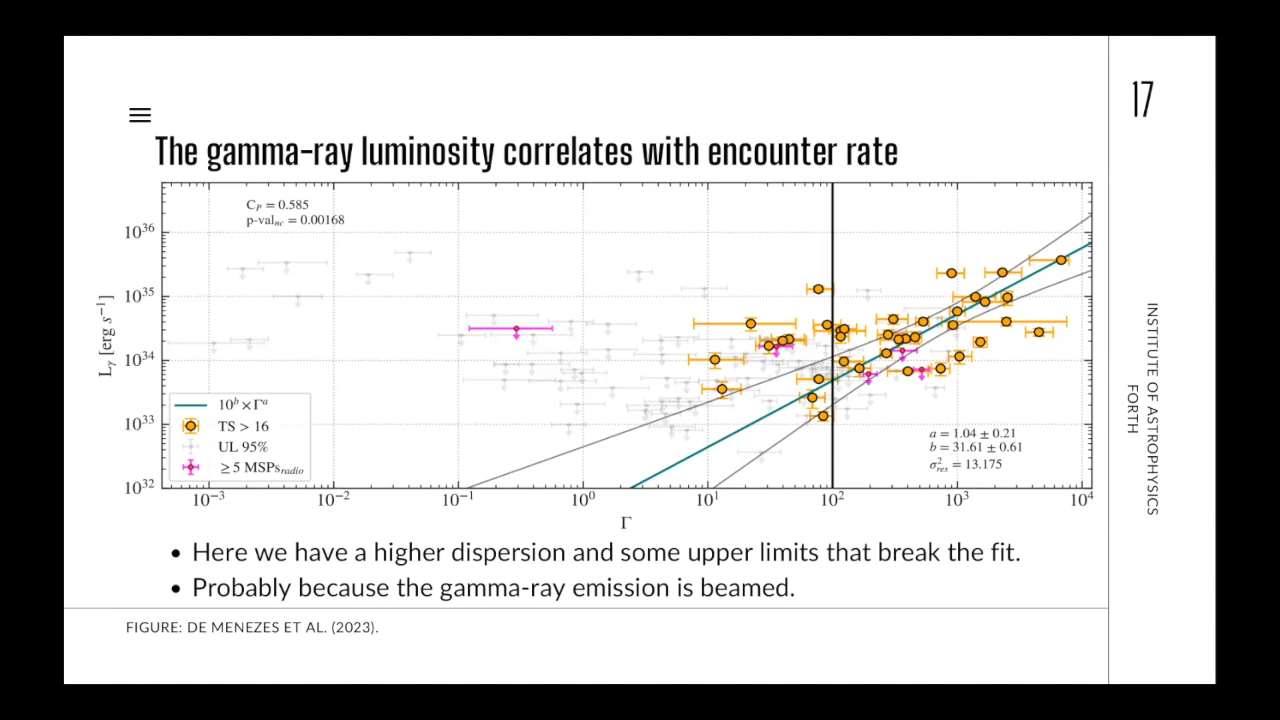 17
The gamma-ray luminosity correlates with encounter rate
C_P = 0.585
p-val_nc = 0.00168
10^36
10^35
10^34
10^33
10^32
L_γ [erg s^−1]
10^b × Γ^a
TS > 16
UL 95%
≥ 5 MSPs_radio
a = 1.04 ± 0.21
b = 31.61 ± 0.61
σ^2_res = 13.175
10^−3 10^−2 10^−1 10^0 10^1 10^2 10^3 10^4
Γ
• Here we have a higher dispersion and some upper limits that break the fit.
• Probably because the gamma-ray emission is beamed.
FIGURE: DE MENEZES ET AL. (2023).
INSTITUTE OF ASTROPHYSICS
FORTH